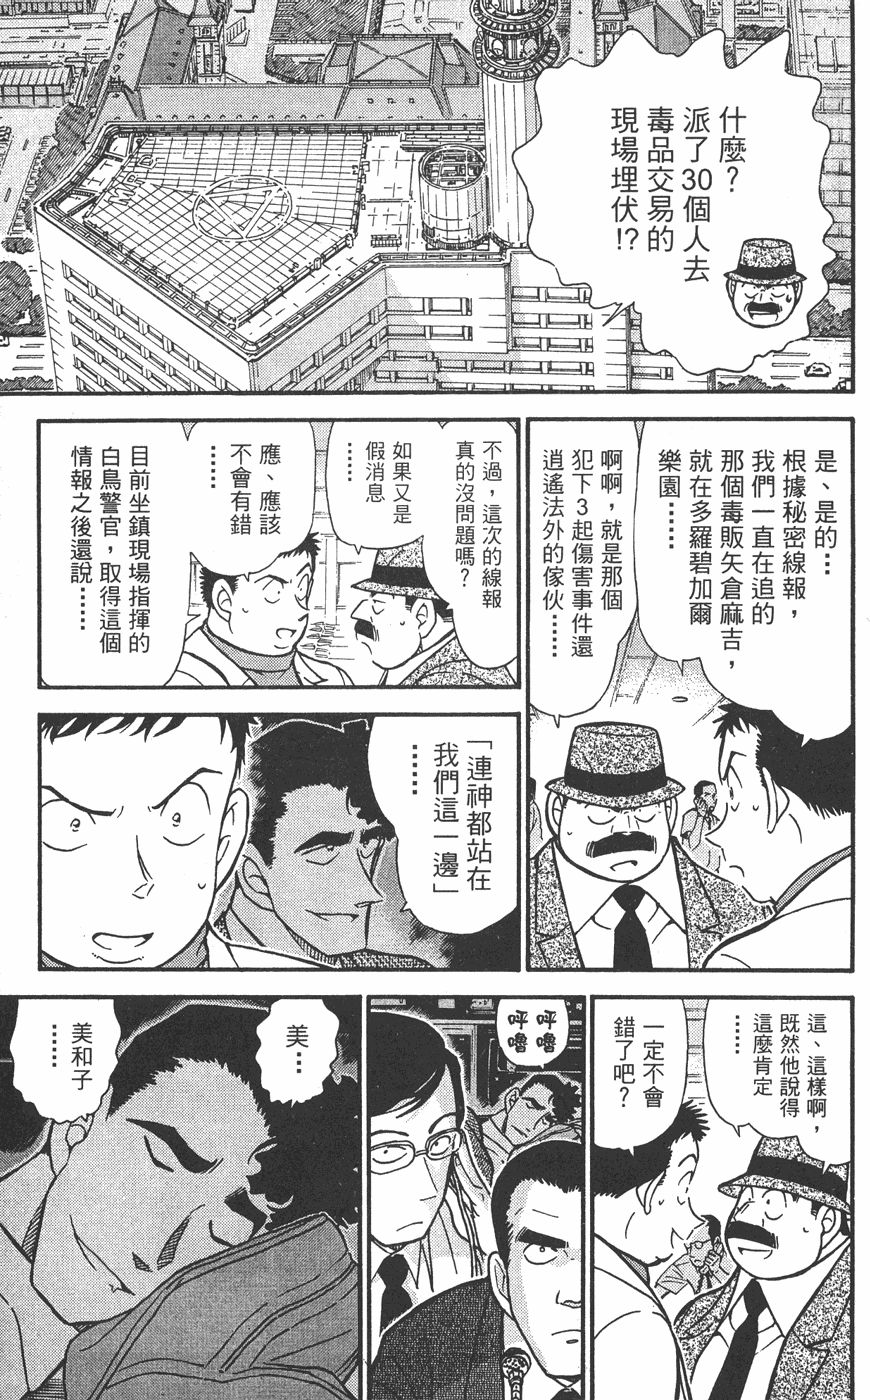 什麼？
派了30個人去
毒品交易的
現場埋伏!?
是、是的…
根據秘密線報，
我們一直在追的
那個毒販矢倉麻吉，
就在多羅碧加爾
樂園……
啊啊，就是那個
犯下3起傷害事件還
逍遙法外的傢伙……
不過，這次的線報
真的沒問題嗎？
如果又是
假消息
……
應、應該
不會有錯
……
目前坐鎮現場指揮的
白鳥警官，取得這個
情報之後還說……
「連神都站在
我們這一邊」
……
這、這樣啊，
既然他說得
這麼肯定
……
一定不會
錯了吧？
呼嚕
呼嚕
美…
美和子
……